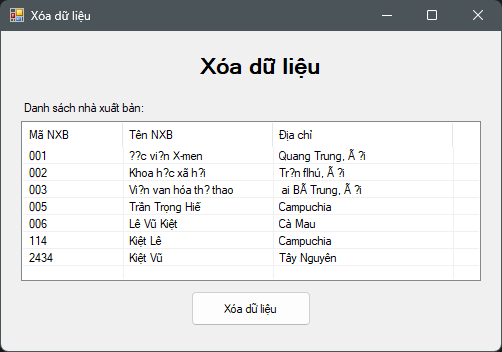 Xóa dữ liệu
Xóa dữ liệu
Danh sách nhà xuất bản:
Mã NXB Tên NXB Địa chỉ
001 ??c vi?n X-men Quang Trung, Ã ?i
002 Khoa h?c xã h?i Tr?n flhú, Ã ?i
003 Vi?n van hóa th? thao ai BÃ Trung, Ã ?i
005 Trần Trọng Hiế Campuchia
006 Lê Vũ Kiệt Cà Mau
114 Kiệt Lê Campuchia
2434 Kiệt Vũ Tây Nguyên
Xóa dữ liệu